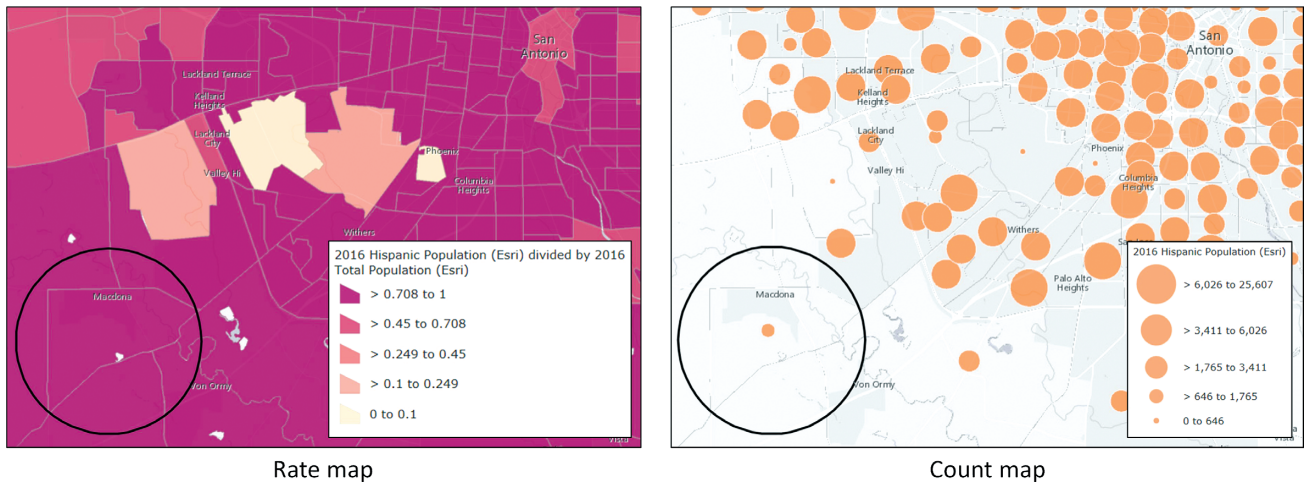 San
Antonio
Lackland Terrace
Kelland
Heights
Lackland
City
Phoenix
Valley Hi
Columbia
Heights
Withers
Macdona
Von Ormy
Vista
2016 Hispanic Population (Esri) divided by 2016
Total Population (Esri)
> 0.708 to 1
> 0.45 to 0.708
> 0.249 to 0.45
> 0.1 to 0.249
0 to 0.1
Rate map
San
Antonio
Lackland Terrace
Kelland
Heights
Lackland
City
Phoenix
Valley Hi
Columbia
Heights
Withers
Palo Alto
Heights
Macdona
Von Ormy
Vista
2016 Hispanic Population (Esri)
> 6,026 to 25,607
> 3,411 to 6,026
> 1,765 to 3,411
> 646 to 1,765
0 to 646
Count map